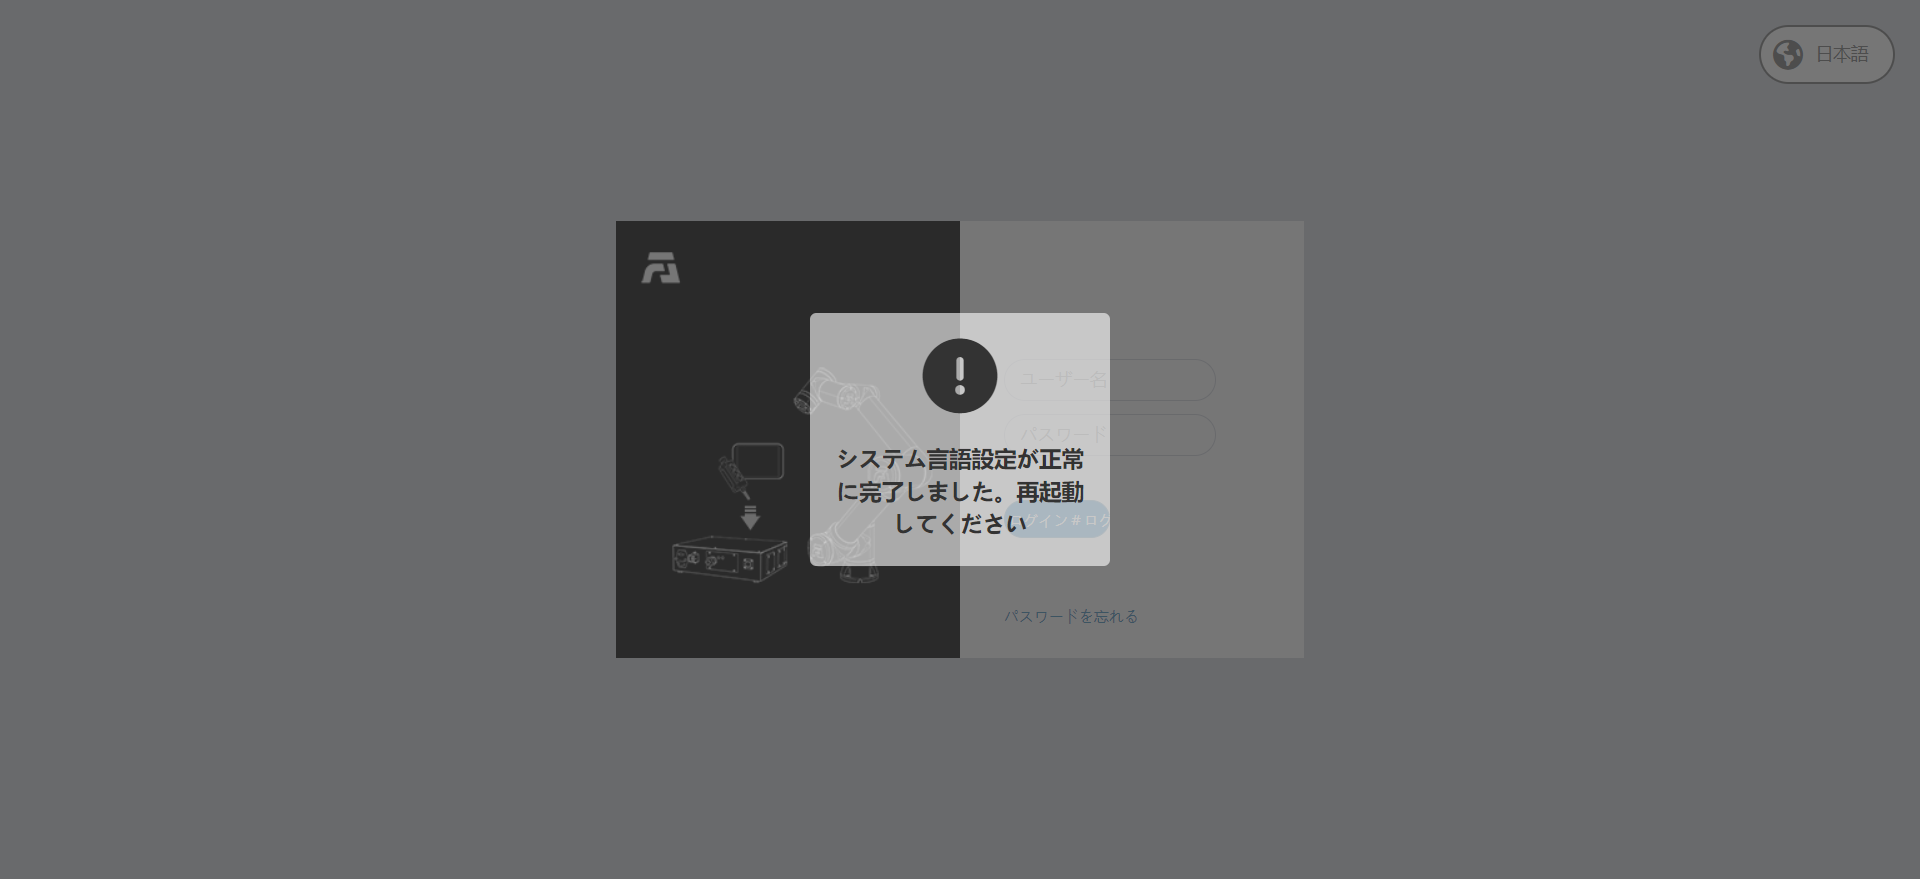 日本語
ユーザー名
パスワード
システム言語設定が正常
に完了しました。再起動
してください
グイン # ログ
パスワードを忘れる